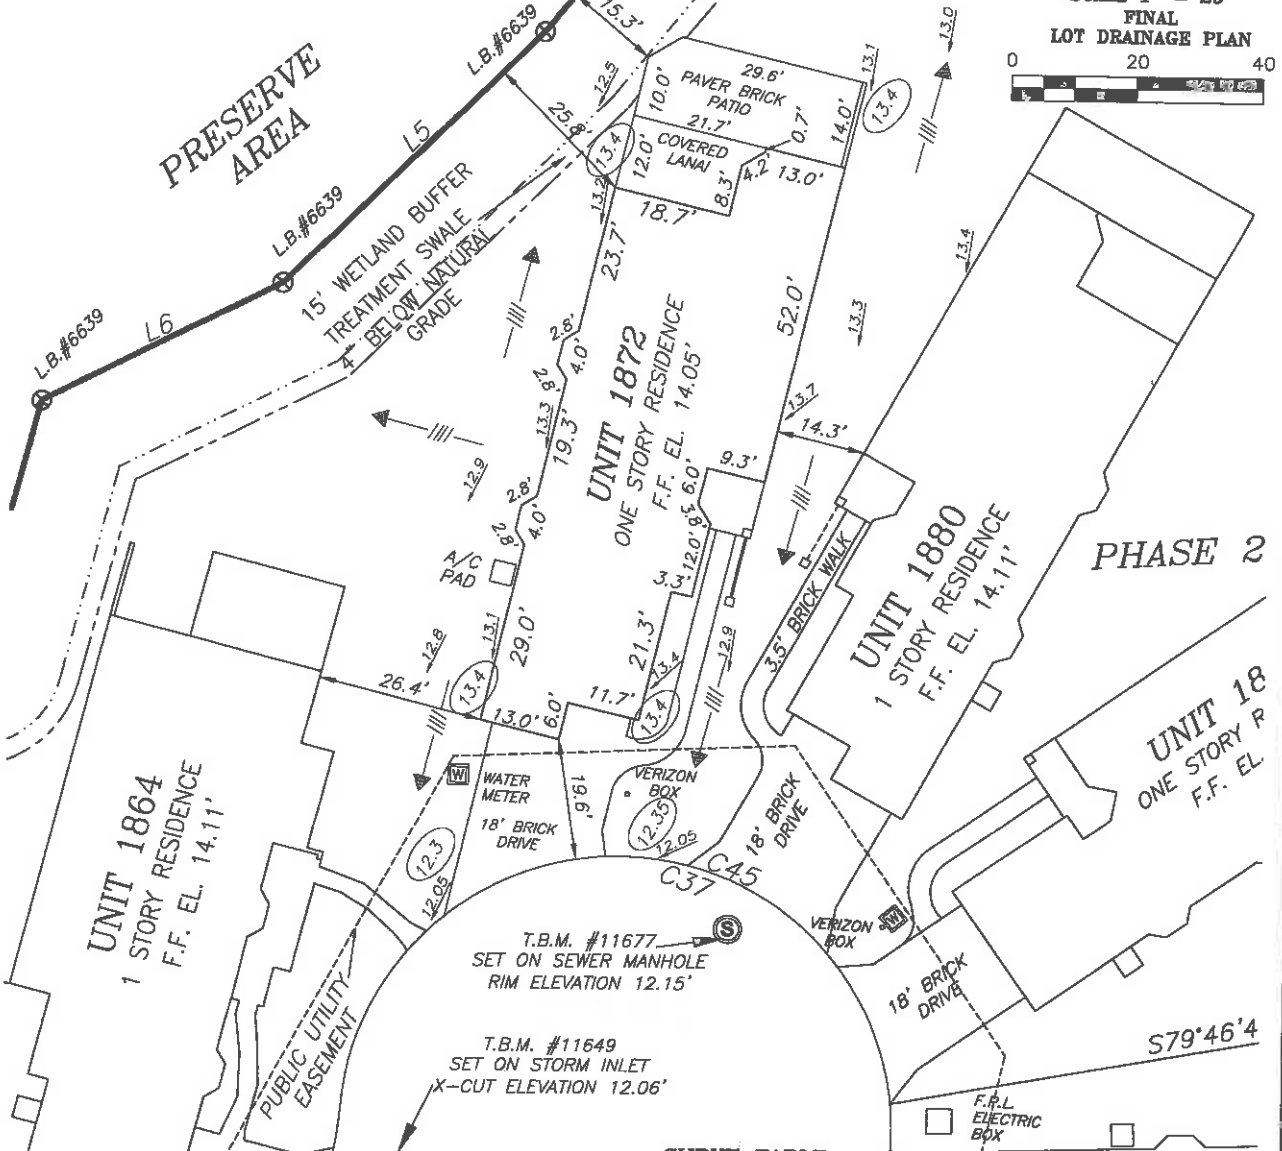 FINAL
LOT DRAINAGE PLAN
0 20 40
15.3'
L.B.#6639
PRESERVE
AREA
L5
25.8'
12.5
13.4
13.2
10.0'
29.6'
PAVER BRICK
PATIO
21.7'
0.7'
14.0'
13.1
13.4
13.0
12.0'
COVERED
LANAI
8.3'
4.2'
13.0'
18.7'
L.B.#6639
15' WETLAND BUFFER
TREATMENT SWALE
4" BELOW NATURAL
GRADE
L.B.#6639
L6
23.7'
52.0'
13.4
13.3
2.8'
4.0'
2.8'
13.3
19.3'
UNIT 1872
ONE STORY RESIDENCE
F.F. EL. 14.05'
13.7
14.3'
12.9
2.8'
4.0'
2.8'
9.3'
6.0'
3.8'
12.0'
3.3'
A/C
PAD
3.5' BRICK WALK
UNIT 1880
1 STORY RESIDENCE
F.F. EL. 14.11'
PHASE 2
12.8
13.1
29.0'
21.3'
13.4
12.9
26.4'
13.4
13.0'
6.0'
11.7'
13.4
UNIT 18
ONE STORY R
F.F. EL.
UNIT 1864
1 STORY RESIDENCE
F.F. EL. 14.11'
W
WATER
METER
18' BRICK
DRIVE
19.6'
VERIZON
BOX
12.35
12.05
18' BRICK
DRIVE
12.3
12.05
C37
C45
VERIZON
BOX
W
S
T.B.M. #11677
SET ON SEWER MANHOLE
RIM ELEVATION 12.15'
18' BRICK
DRIVE
PUBLIC UTILITY
EASEMENT
T.B.M. #11649
SET ON STORM INLET
X-CUT ELEVATION 12.06'
S79°46'4
F.P.L.
ELECTRIC
BOX